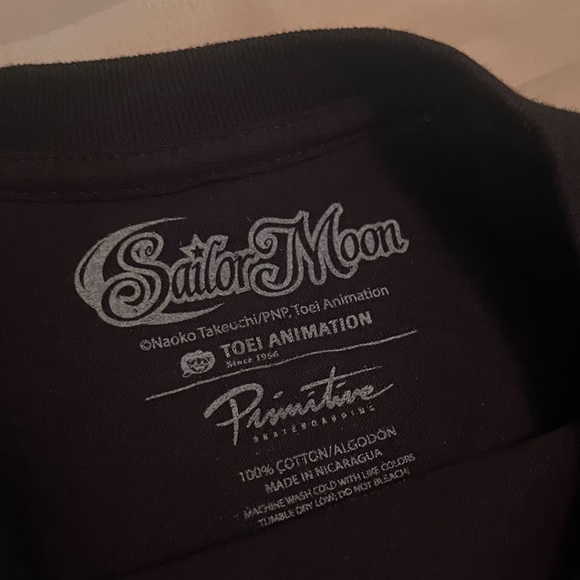 Sailor Moon
©Naoko Takeuchi/PNP, Toei Animation
TOEI ANIMATION
Since 1956
Primitive
SKATEBOARDING
100% COTTON/ALGODÓN
MADE IN NICARAGUA
MACHINE WASH COLD WITH LIKE COLORS
TUMBLE DRY LOW, DO NOT BLEACH